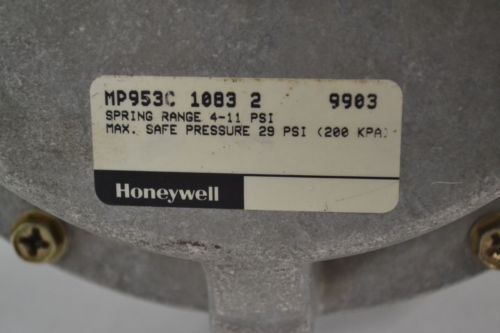 MP953C 1083 2 9903
SPRING RANGE 4-11 PSI
MAX. SAFE PRESSURE 29 PSI (200 KPA)
Honeywell